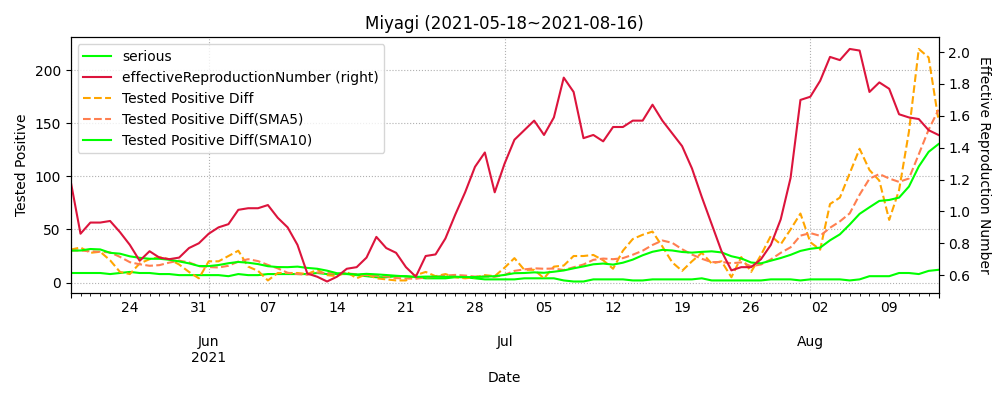 Miyagi (2021-05-18~2021-08-16)
serious
effectiveReproductionNumber (right)
Tested Positive Diff
Tested Positive Diff(SMA5)
Tested Positive Diff(SMA10)
Tested Positive
200
150
100
50
0
2.0
1.8
1.6
1.4
1.2
1.0
0.8
0.6
Effective Reproduction Number
24 31 07 14 21 28 05 12 19 26 02 09
Jun Jul Aug
2021
Date